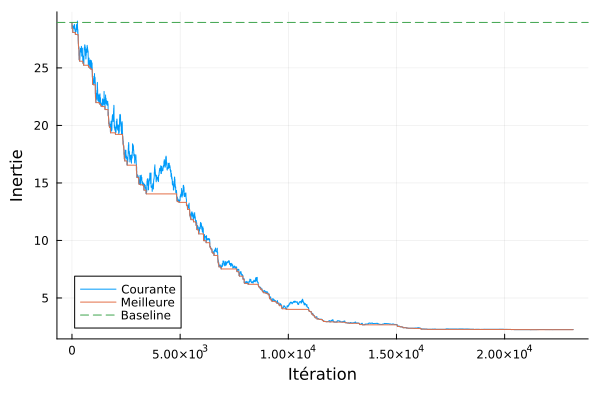 Inertie
25
20
15
10
5
Courante
Meilleure
Baseline
0
5.00×10³
1.00×10⁴
1.50×10⁴
2.00×10⁴
Itération